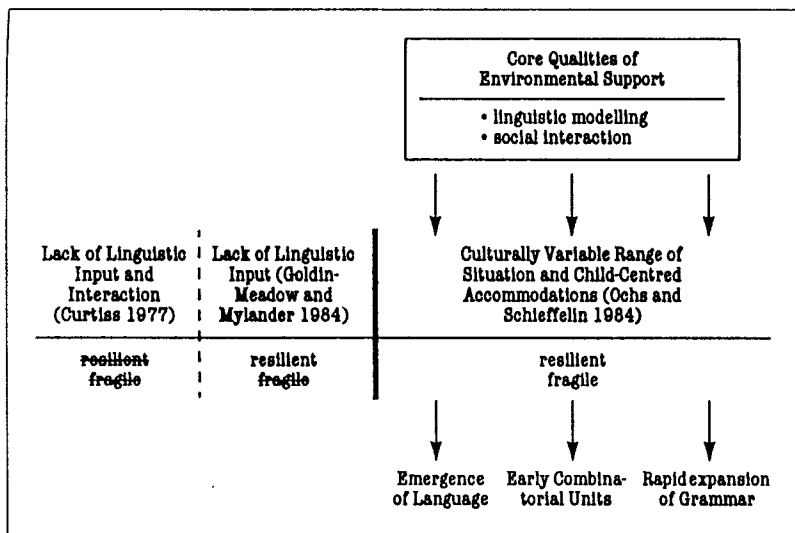 Core Qualities of
Environmental Support
• linguistic modelling
• social interaction
Lack of Linguistic
Input and
Interaction
(Curtiss 1977)
Lack of Linguistic
Input (Goldin-
Meadow and
Mylander 1984)
Culturally Variable Range of
Situation and Child-Centred
Accommodations (Ochs and
Schieffelin 1984)
resilient
fragile
resilient
fragile
resilient
fragile
Emergence
of Language
Early Combina-
torial Units
Rapid expansion
of Grammar